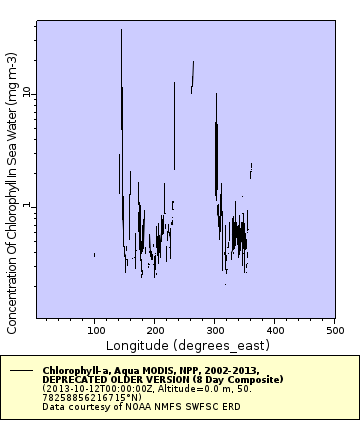 Concentration Of Chlorophyll In Sea Water (mg m-3)
10
1
100
200
300
400
500
Longitude (degrees_east)
Chlorophyll-a, Aqua MODIS, NPP, 2002-2013,
DEPRECATED OLDER VERSION (8 Day Composite)
(2013-10-12T00:00:00Z, Altitude=0.0 m, 50.
78258856216715°N)
Data courtesy of NOAA NMFS SWFSC ERD